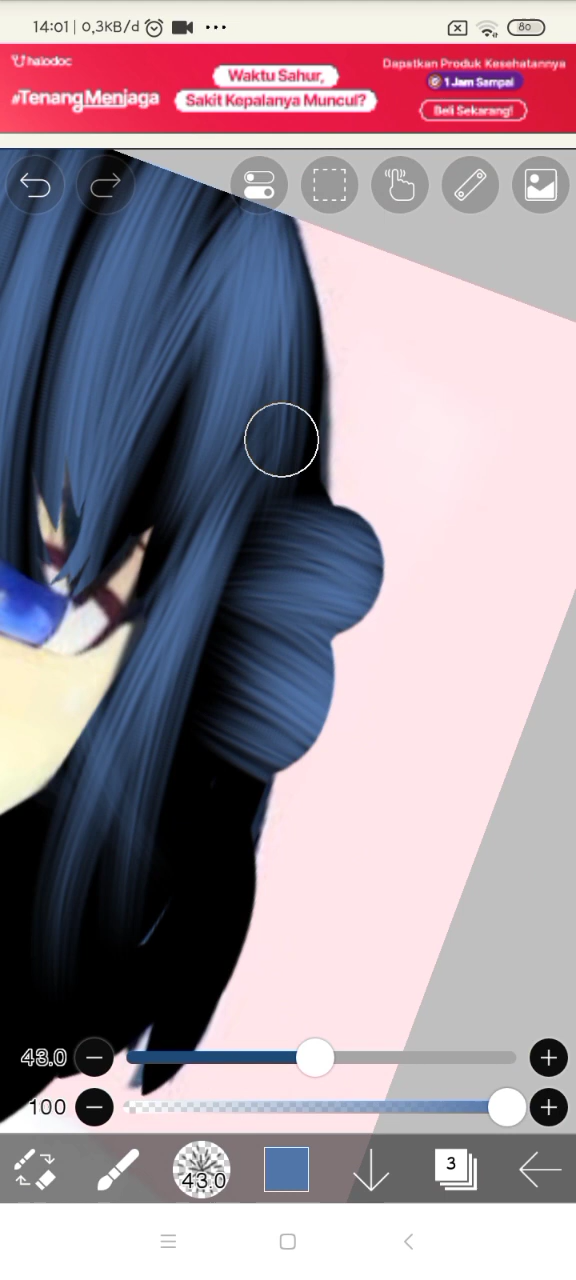 14:01 | 0,3KB/d
80
halodoc
#TenangMenjaga
Waktu Sahur,
Sakit Kepalanya Muncul?
Dapatkan Produk Kesehatannya
1 Jam Sampai
Beli Sekarang!
43.0
100
43.0
3